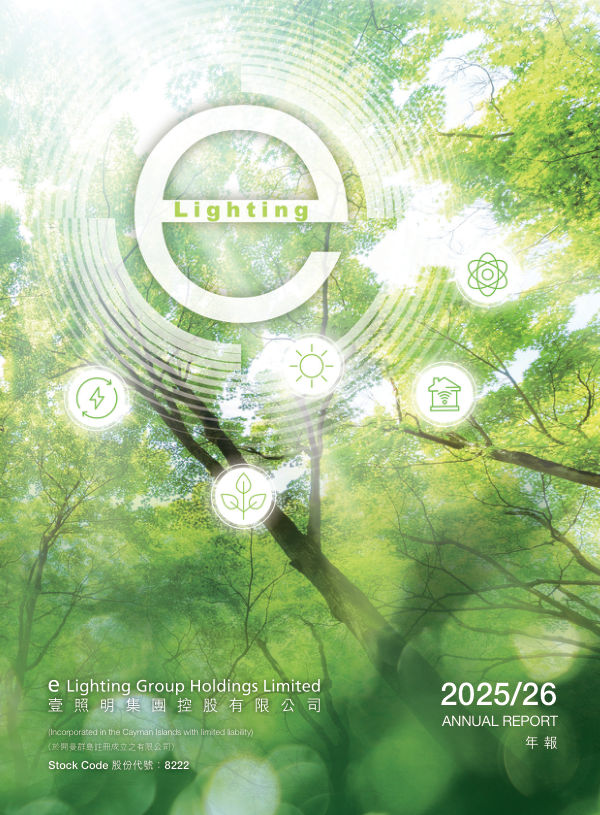 e
Lighting
e Lighting Group Holdings Limited
壹照明集團控股有限公司
(Incorporated in the Cayman Islands with limited liability)
(於開曼群島註冊成立之有限公司)
Stock Code 股份代號：8222
2025/26
ANNUAL REPORT
年報